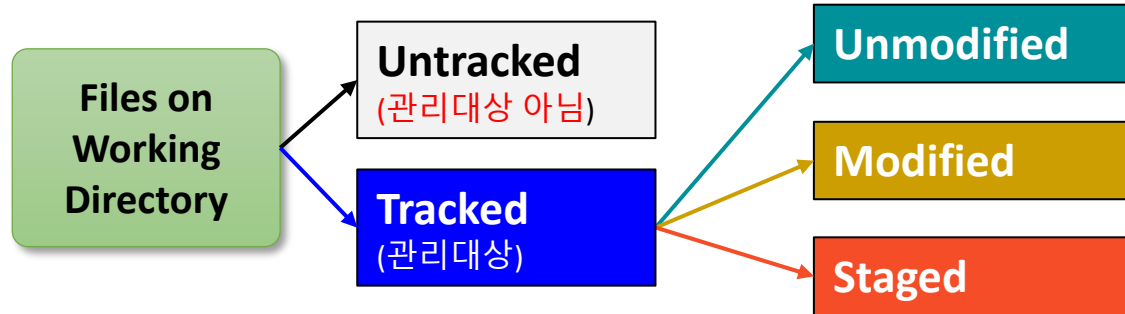 Files on
Working
Directory
Untracked
(관리대상 아님)
Tracked
(관리대상)
Unmodified
Modified
Staged